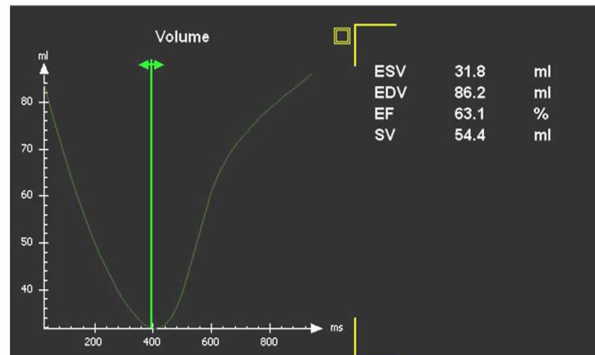 Volume
ml
80
70
60
50
40
200 400 600 800 ms
ESV 31.8 ml
EDV 86.2 ml
EF 63.1 %
SV 54.4 ml